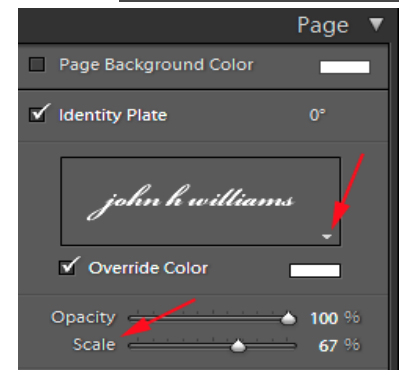 Page ▼
Page Background Color
Identity Plate 0°
john h williams
Override Color
Opacity 100 %
Scale 67 %